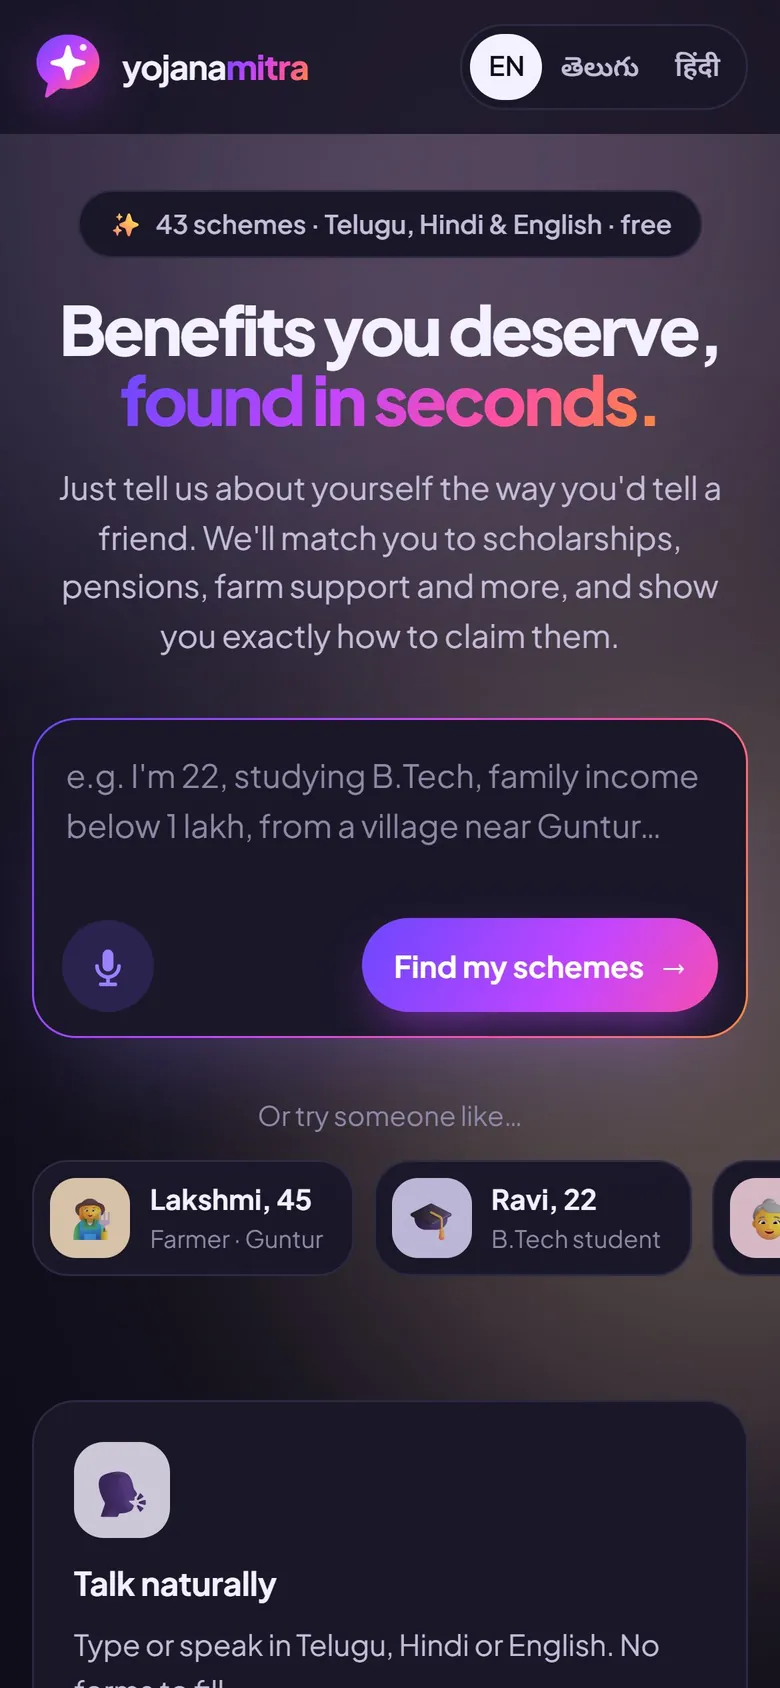 yojanamitra
EN తెలుగు हिंदी
✨ 43 schemes · Telugu, Hindi & English · free
Benefits you deserve,
found in seconds.
Just tell us about yourself the way you'd tell a
friend. We'll match you to scholarships,
pensions, farm support and more, and show
you exactly how to claim them.
e.g. I'm 22, studying B.Tech, family income
below 1 lakh, from a village near Guntur...
Find my schemes →
Or try someone like...
Lakshmi, 45
Farmer · Guntur
Ravi, 22
B.Tech student
Talk naturally
Type or speak in Telugu, Hindi or English. No
forms to fill